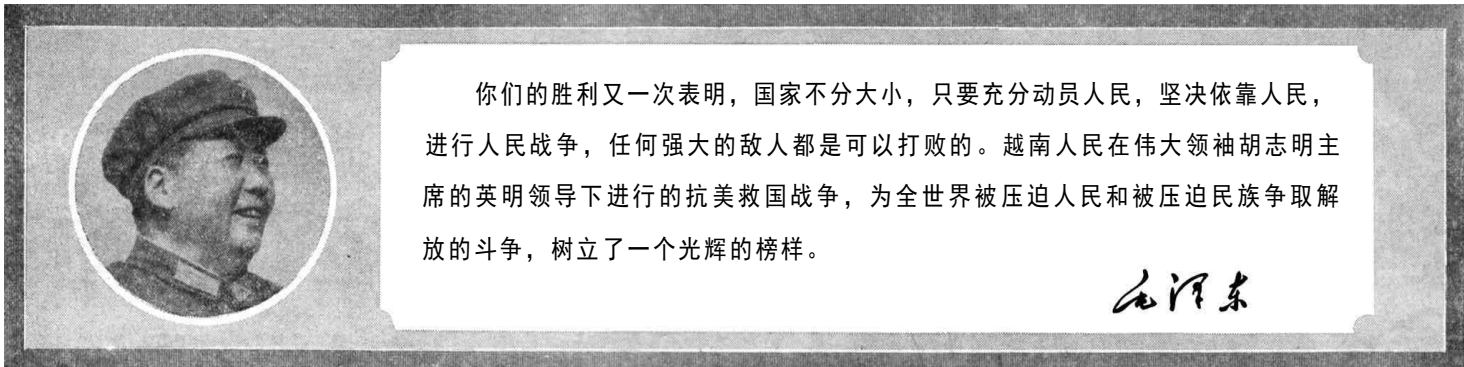 你们的胜利又一次表明，国家不分大小，只要充分动员人民，坚决依靠人民，
进行人民战争，任何强大的敌人都是可以打败的。越南人民在伟大领袖胡志明主
席的英明领导下进行的抗美救国战争，为全世界被压迫人民和被压迫民族争取解
放的斗争，树立了一个光辉的榜样。
毛泽东